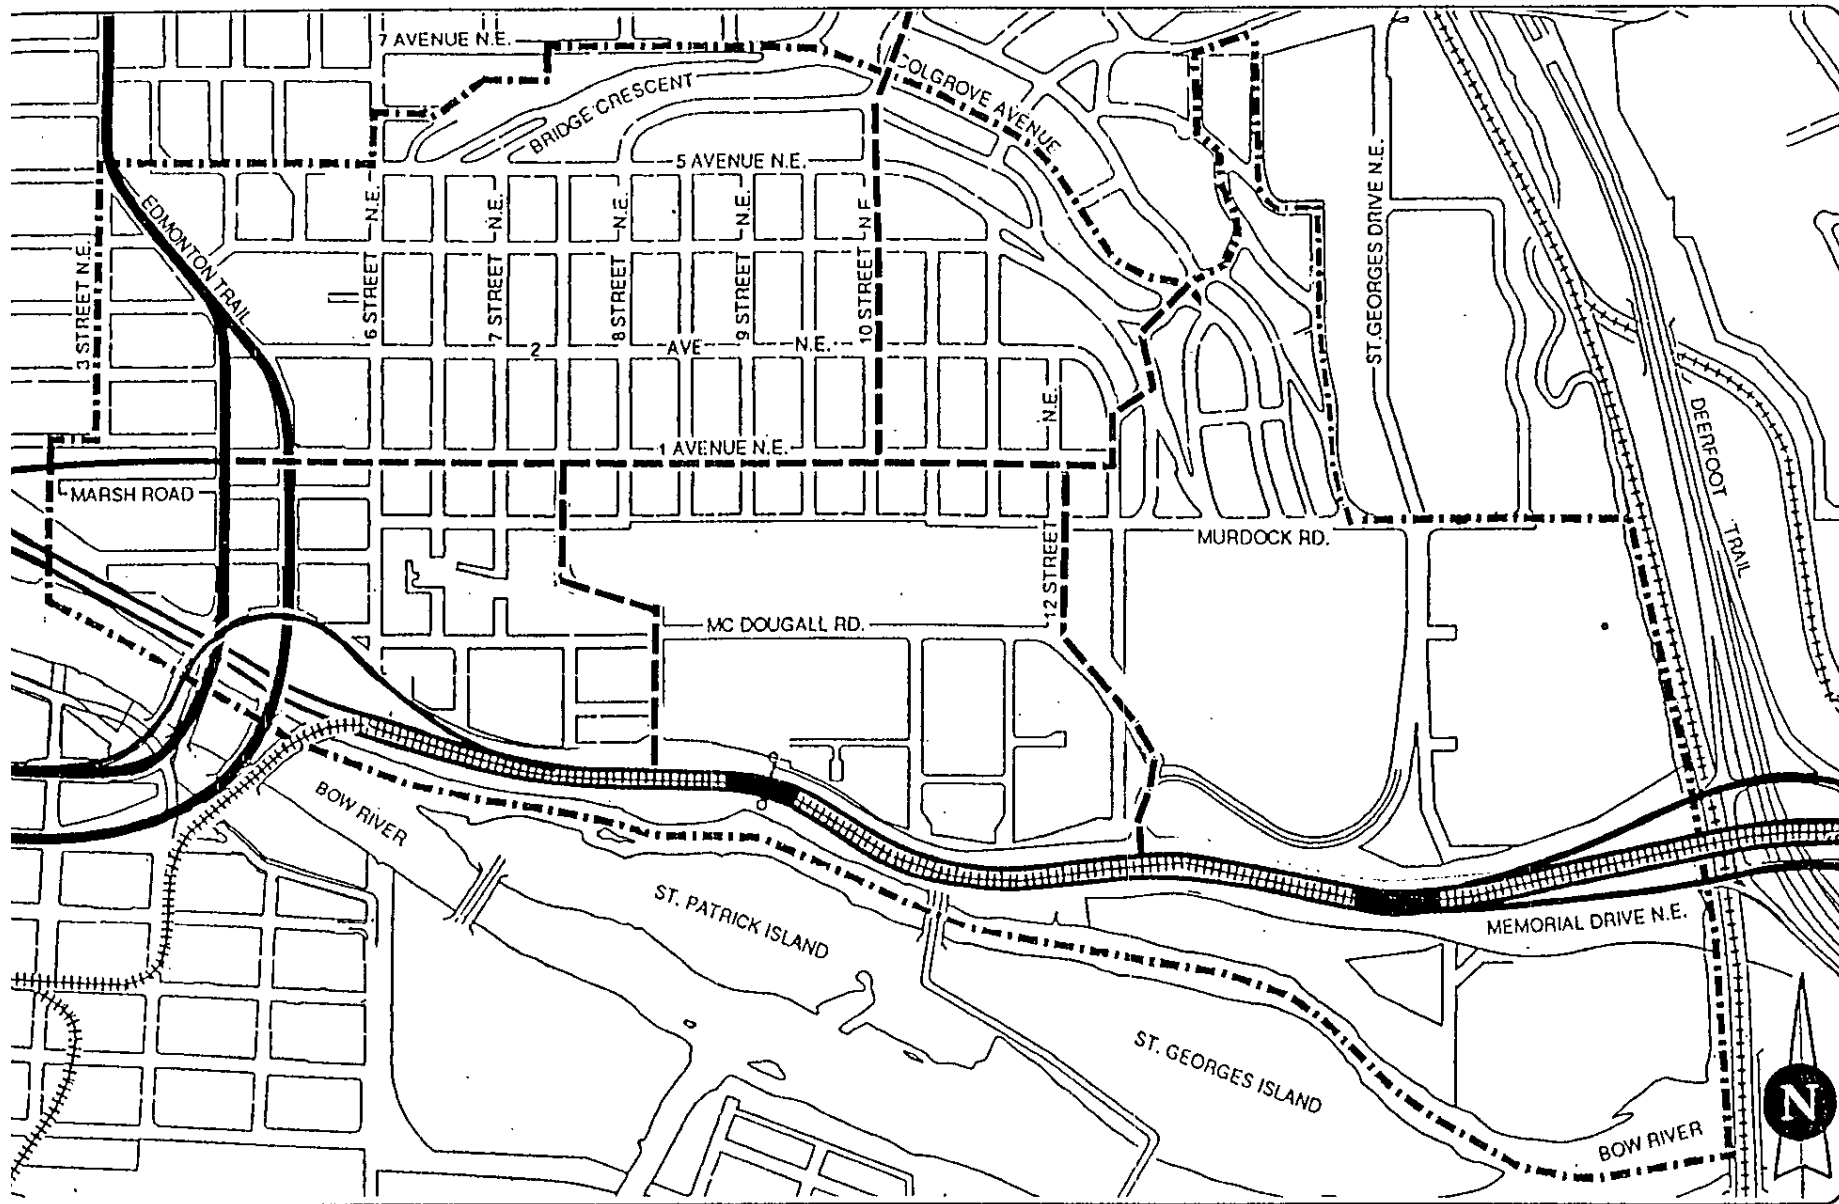 7 AVENUE N.E.
COLGROVE AVENUE
BRIDGE CRESCENT
5 AVENUE N.E.
ST.GEORGES DRIVE N.E.
EDMONTON TRAIL
3 STREET N.E.
6 STREET N.E.
7 STREET N.E.
8 STREET N.E.
9 STREET N.E.
10 STREET N.E.
2 AVE N.E.
N.E.
1 AVENUE N.E.
DEERFOOT TRAIL
MARSH ROAD
MURDOCK RD.
12 STREET
MC DOUGALL RD.
BOW RIVER
ST. PATRICK ISLAND
MEMORIAL DRIVE N.E.
ST. GEORGES ISLAND
N
BOW RIVER